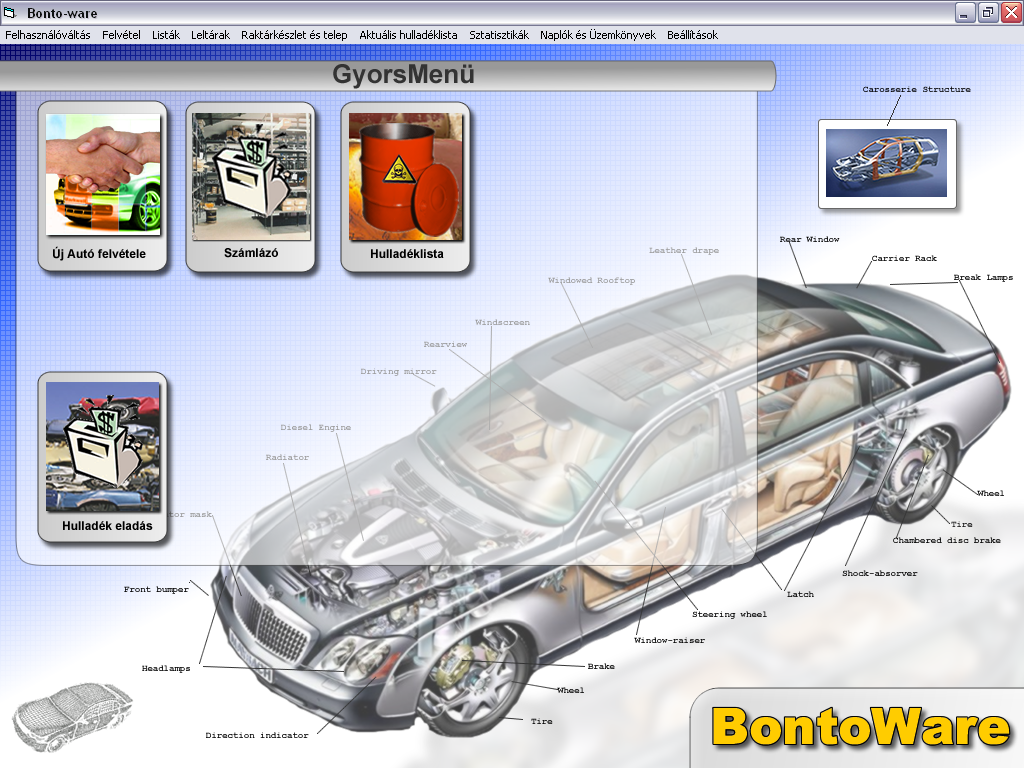 Bonto-ware
Felhasználóváltás Felvétel Listák Leltárak Raktárkészlet és telep Aktuális hulladéklista Sztatisztikák Naplók és Üzemkönyvek Beállítások
GyorsMenü
Carosserie Structure
Új Autó felvétele
Számlázó
Hulladéklista
Rear Window
Leather drape
Carrier Rack
Break Lamps
Windowed Rooftop
Windscreen
Rearview
Driving mirror
Diesel Engine
Radiator
Hulladék eladás
tor mask
Wheel
Tire
Chambered disc brake
Shock-absorver
Front bumper
Latch
Steering wheel
Window-raiser
Headlamps
Brake
Wheel
Tire
Direction indicator
BontoWare